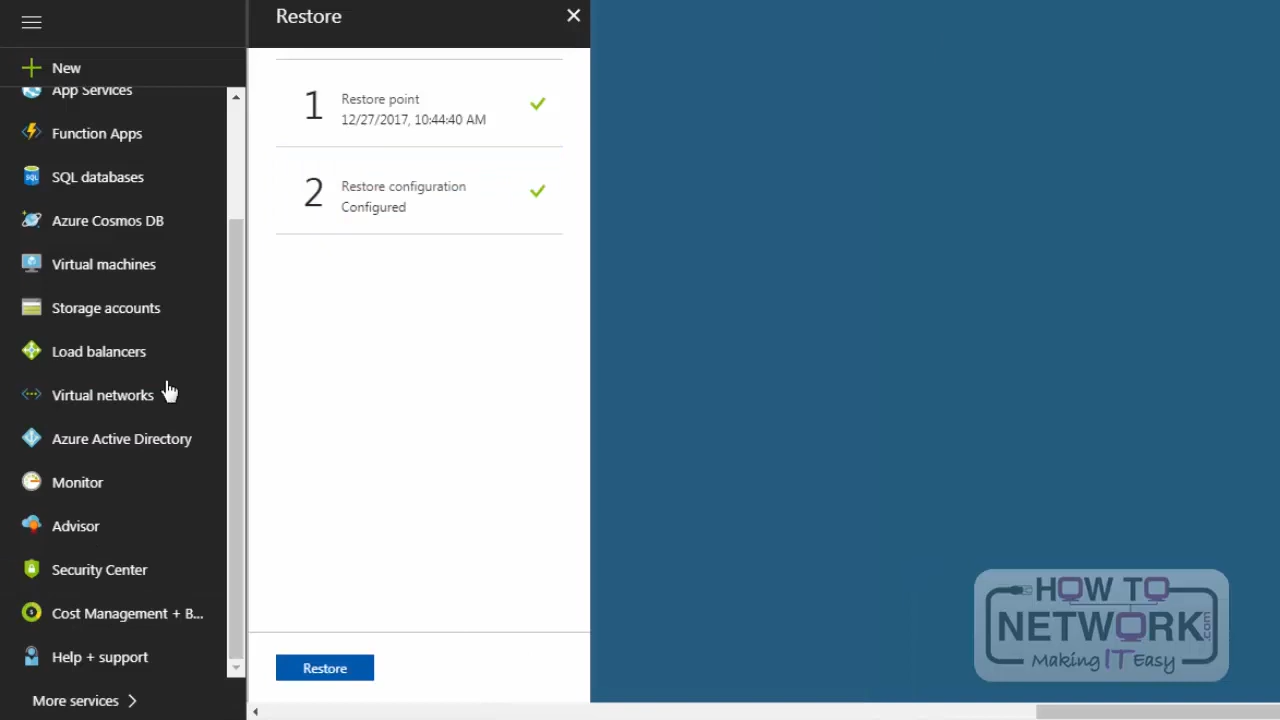 Restore
New
App Services
Function Apps
SQL databases
Azure Cosmos DB
Virtual machines
Storage accounts
Load balancers
Virtual networks
Azure Active Directory
Monitor
Advisor
Security Center
Cost Management + B...
Help + support
More services
1
Restore point
12/27/2017, 10:44:40 AM
2
Restore configuration
Configured
Restore
HOW TO
NETWORK.com
Making IT Easy